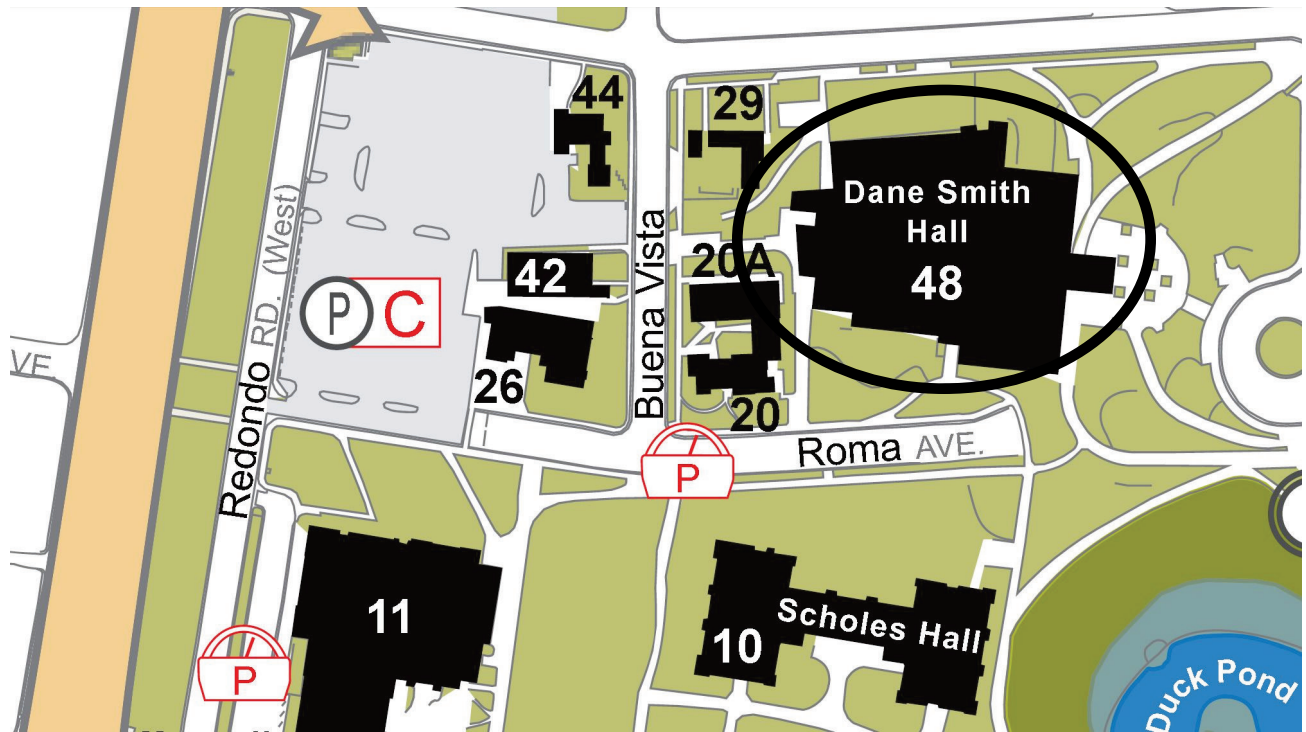 44
29
Dane Smith
Hall
48
20A
42
P C
VE
Redondo RD. (West)
Buena Vista
26
20
Roma AVE.
P
11
10
Scholes Hall
P
Duck Pond